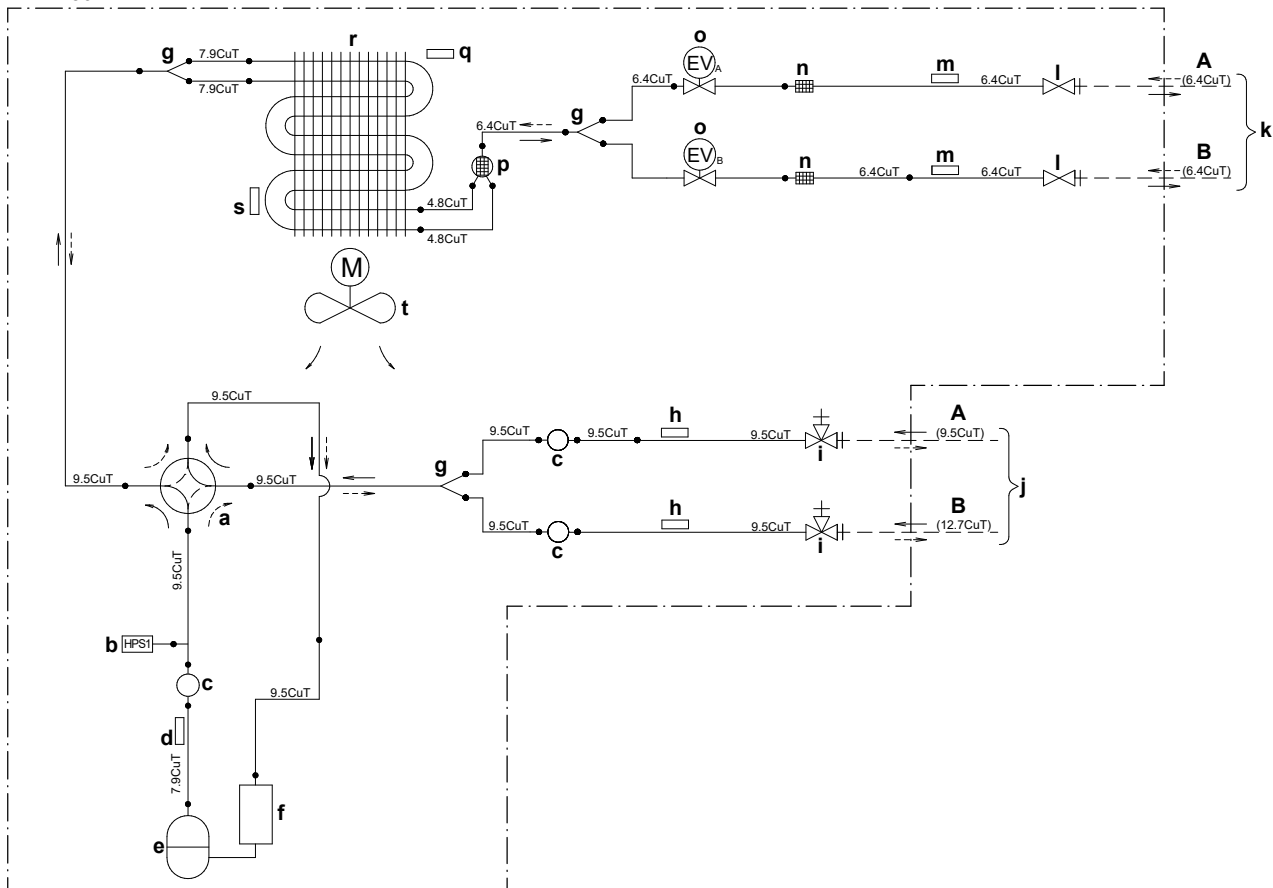 r
q
o
g
7.9CuT
EVA
n
m
l
A
6.4CuT
6.4CuT
(6.4CuT)
7.9CuT
g
k
6.4CuT
o
B
p
EVB
n
m
l
6.4CuT
6.4CuT
(6.4CuT)
s
4.8CuT
4.8CuT
M
t
9.5CuT
A
h
9.5CuT
9.5CuT
9.5CuT
(9.5CuT)
g
c
i
9.5CuT
9.5CuT
j
a
h
B
9.5CuT
9.5CuT
(12.7CuT)
c
i
9.5CuT
b
HPS1
c
9.5CuT
d
7.9CuT
f
e